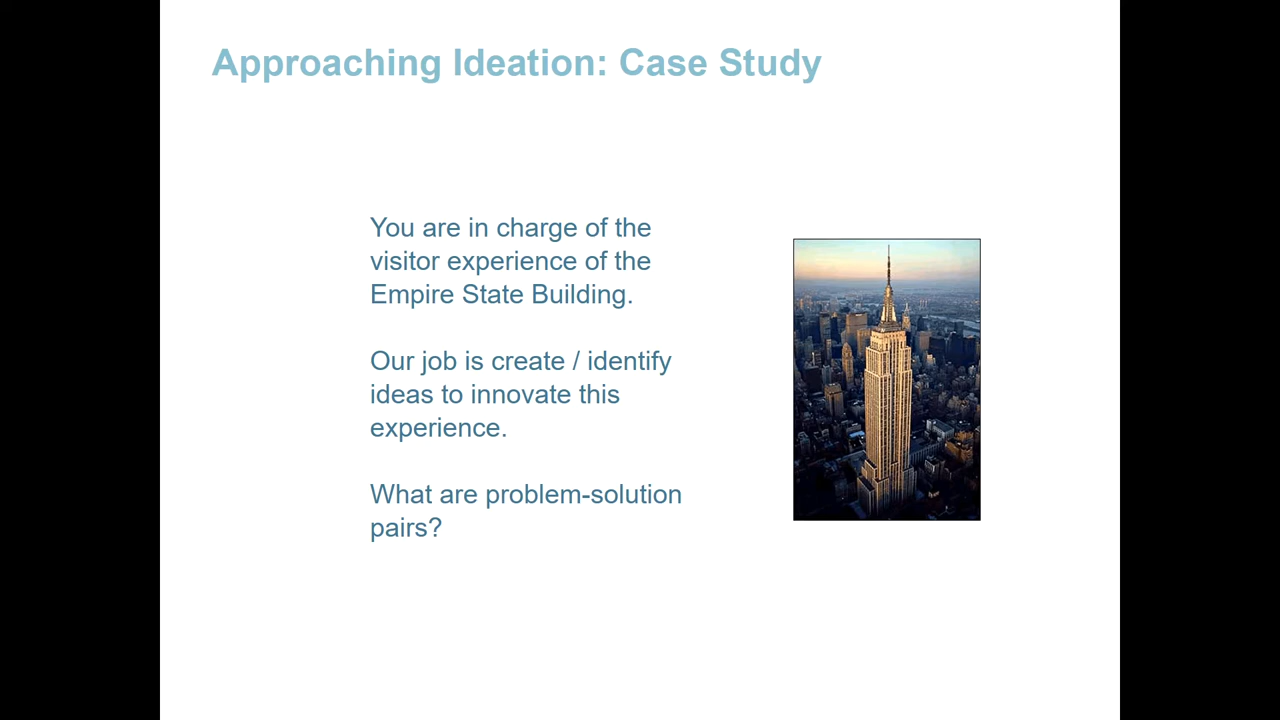 Approaching Ideation: Case Study
You are in charge of the
visitor experience of the
Empire State Building.
Our job is create / identify
ideas to innovate this
experience.
What are problem-solution
pairs?